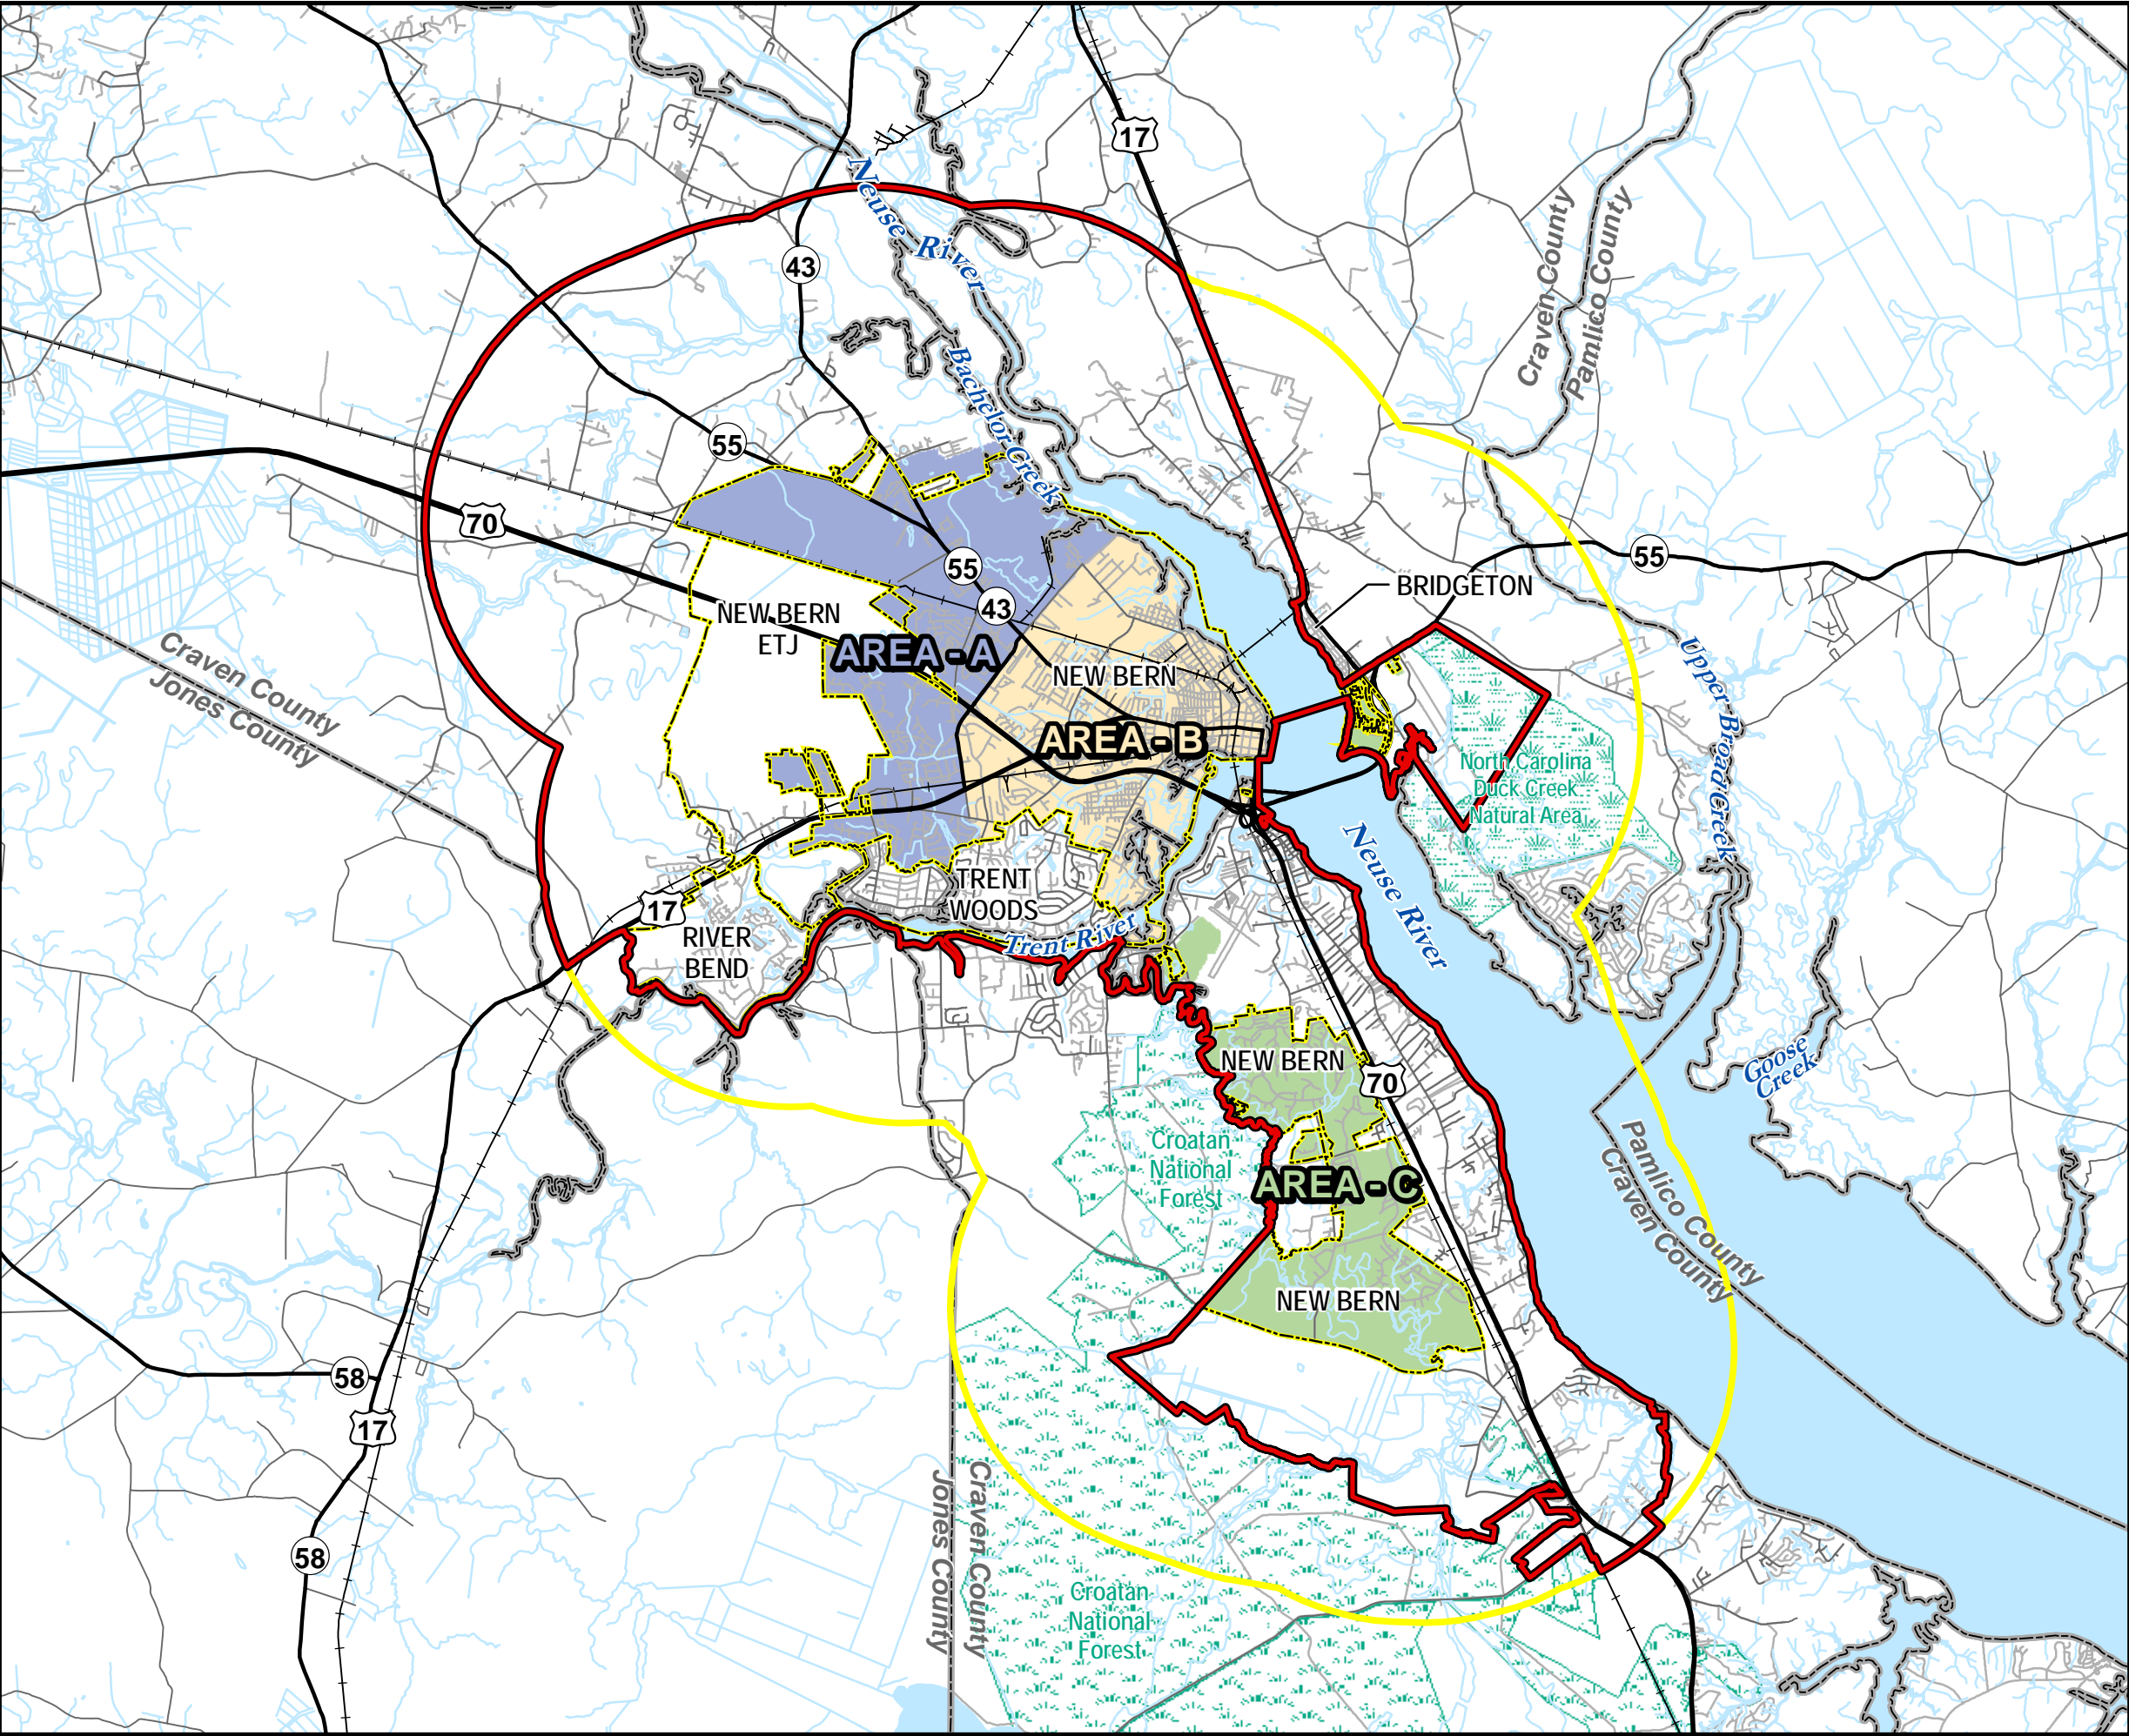 17
Neuse River
43
Craven County
Pamlico County
Bachelor Creek
55
70
55
55
BRIDGETON
43
NEW BERN
ETJ
AREA - A
NEW BERN
Craven County
Jones County
Upper Broad Creek
AREA - B
North Carolina
Duck Creek
Natural Area
Neuse River
TRENT
WOODS
17
RIVER
BEND
Trent River
NEW BERN
70
Goose
Creek
Croatan
National
Forest
AREA - C
Pamlico County
Craven County
NEW BERN
58
17
Jones County
Craven County
58
Croatan
National
Forest